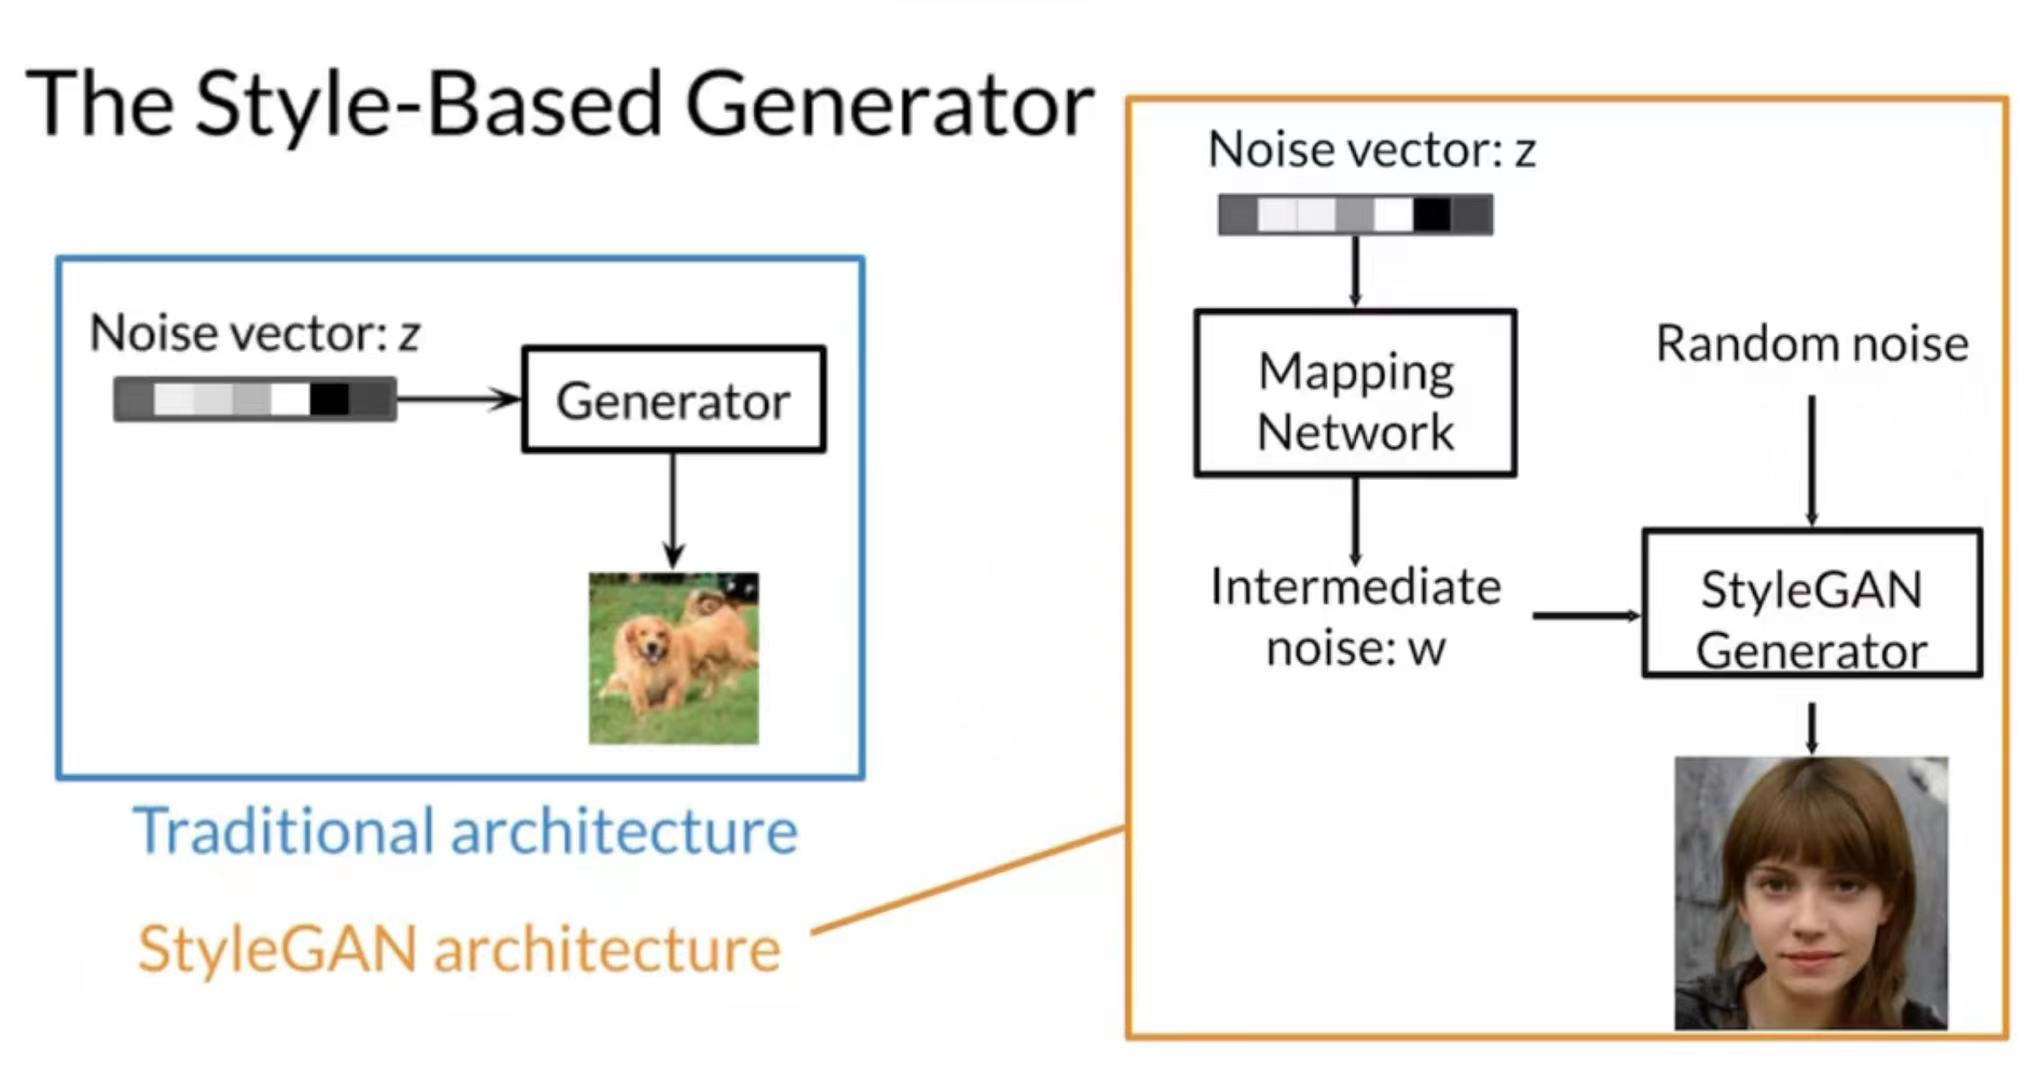 The Style-Based Generator
Noise vector: z
Generator
Traditional architecture
StyleGAN architecture
Noise vector: z
Mapping
Network
Intermediate
noise: w
Random noise
StyleGAN
Generator